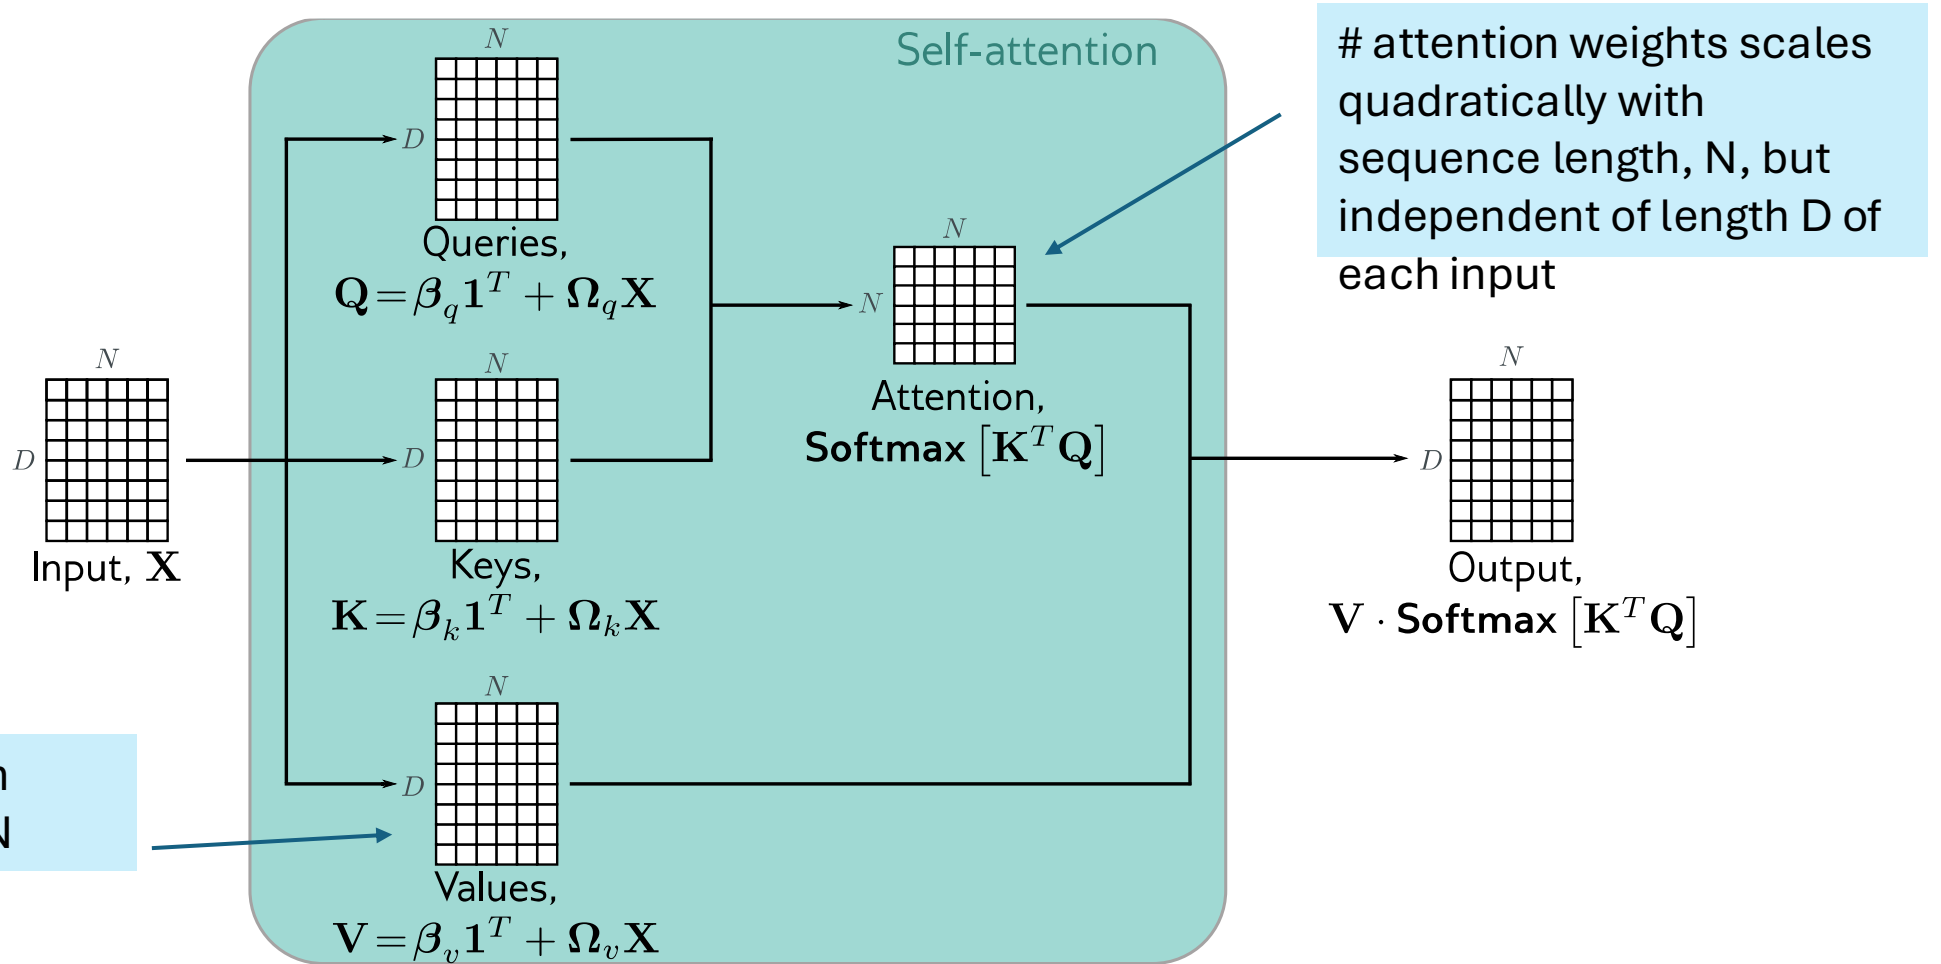 Self-attention
# attention weights scales
quadratically with
sequence length, N, but
independent of length D of
each input
N
D
Queries,
Q=β_q 1^T + Ω_q X
N
D
Input, X
N
D
Keys,
K=β_k 1^T + Ω_k X
N
N
Attention,
Softmax [K^T Q]
N
D
Output,
V · Softmax [K^T Q]
N
N
D
Values,
V=β_v 1^T + Ω_v X